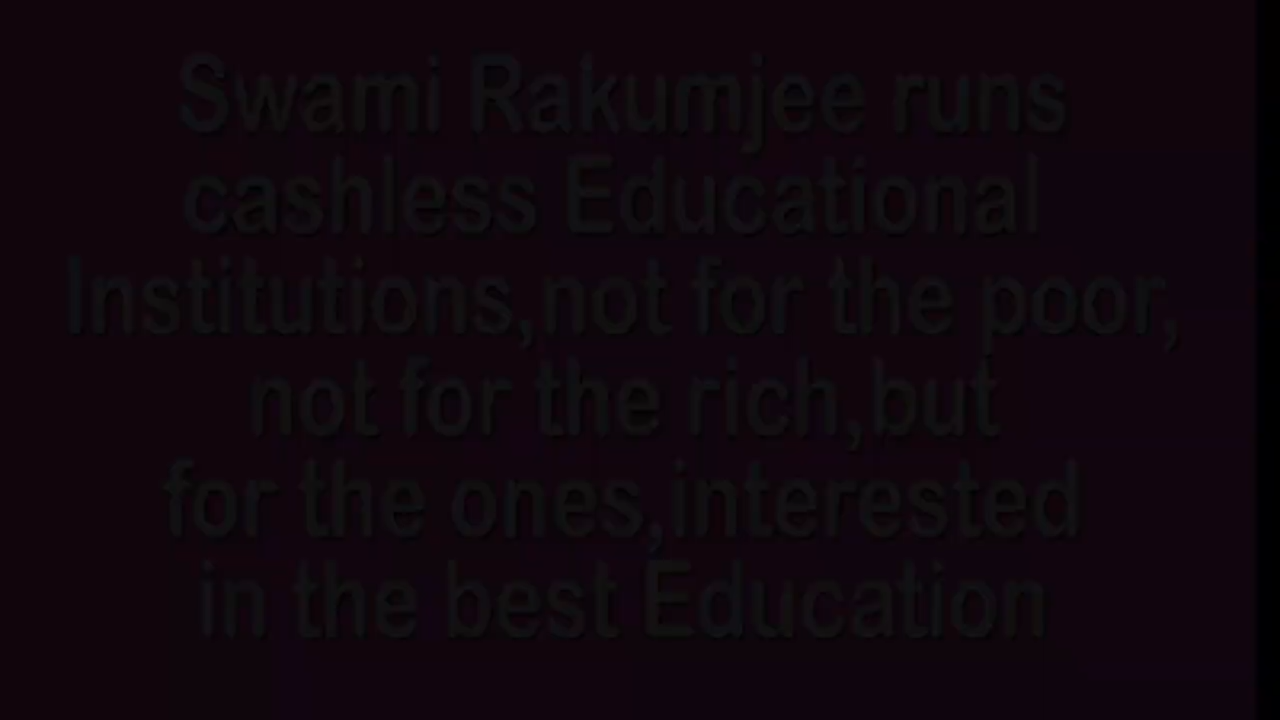 Swami Rakumjee runs
cashless Educational
Institutions,not for the poor,
not for the rich,but
for the ones,interested
in the best Education